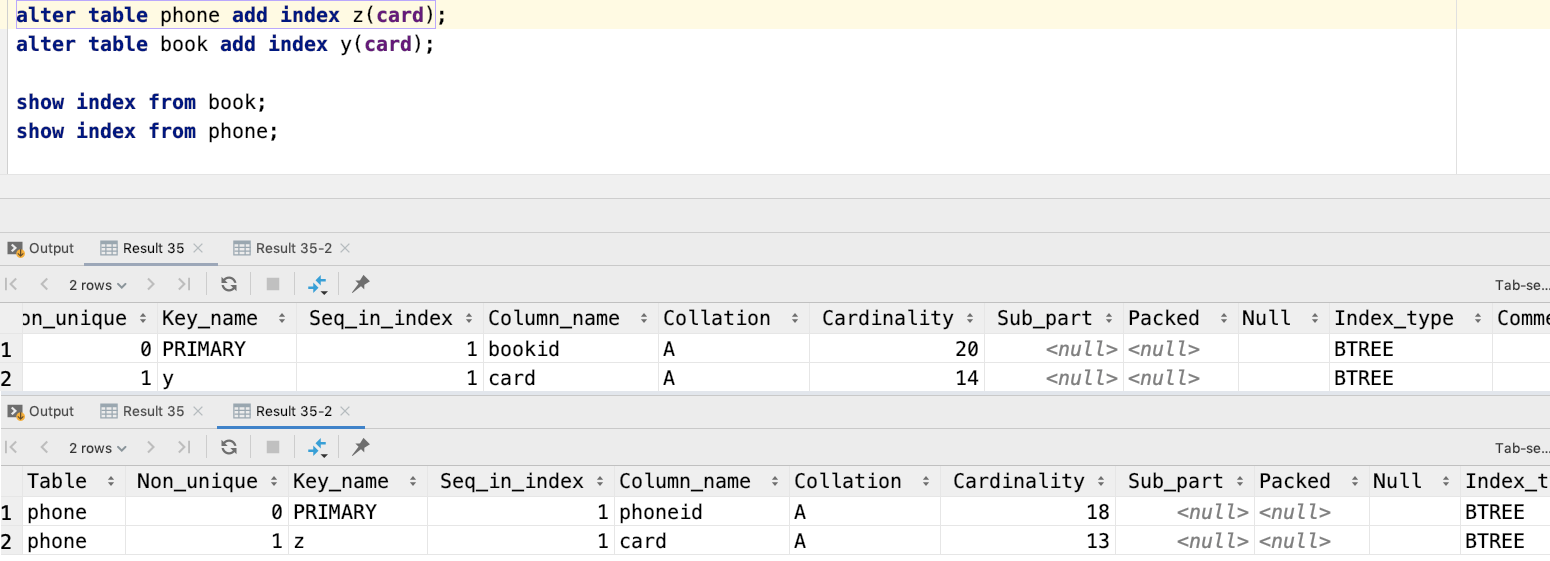 alter table phone add index z(card);
alter table book add index y(card);
show index from book;
show index from phone;
Output Result 35 Result 35-2
2 rows Tab-se...
on_unique Key_name Seq_in_index Column_name Collation Cardinality Sub_part Packed Null Index_type Comme
1 0 PRIMARY 1 bookid A 20 <null> <null> BTREE
2 1 y 1 card A 14 <null> <null> BTREE
Output Result 35 Result 35-2
2 rows Tab-se...
Table Non_unique Key_name Seq_in_index Column_name Collation Cardinality Sub_part Packed Null Index_t
1 phone 0 PRIMARY 1 phoneid A 18 <null> <null> BTREE
2 phone 1 z 1 card A 13 <null> <null> BTREE